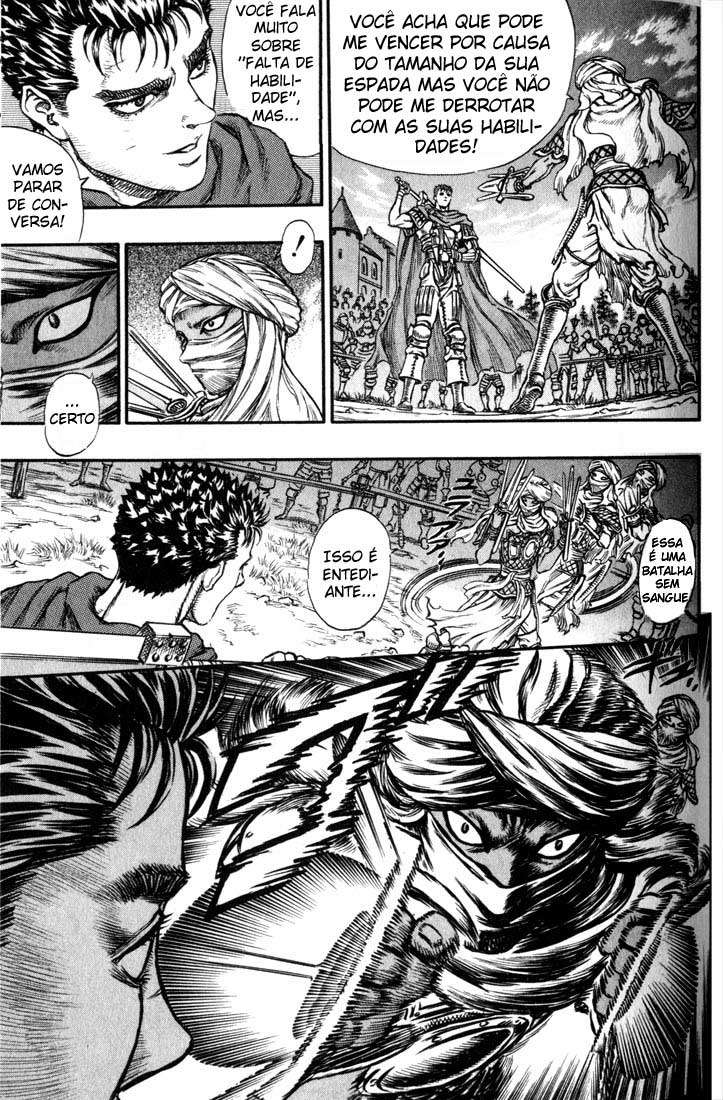 VOCÊ ACHA QUE PODE
ME VENCER POR CAUSA
DO TAMANHO DA SUA
ESPADA MAS VOCÊ NÃO
PODE ME DERROTAR
COM AS SUAS HABILI-
DADES!
VOCÊ FALA
MUITO
SOBRE
"FALTA DE
HABILI-
DADE",
MAS...
VAMOS
PARAR
DE CON-
VERSA!
!
...
CERTO
ESSA
É UMA
BATALHA
SEM
SANGUE
ISSO É
ENTEDI-
ANTE...